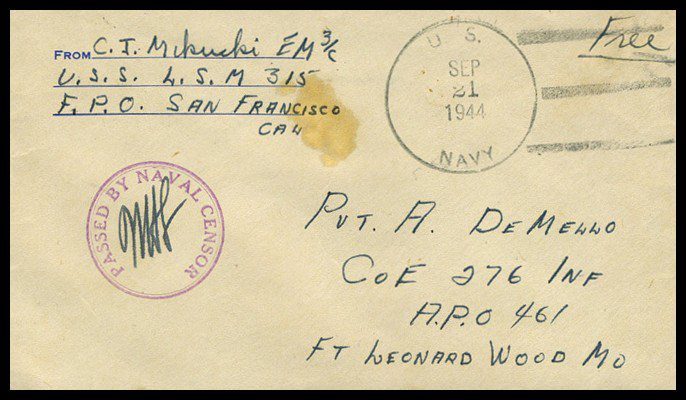 FROM C. J. Mikucki EM 3/c
U.S.S. L.S.M 315
F.P.O. SAN FRANCISCO
CAL
U. S.
SEP
21
1944
NAVY
Free
PASSED BY NAVAL CENSOR
PVT. A. DEMELLO
CO E 276 INF
A.P.O 461
FT LEONARD WOOD MO